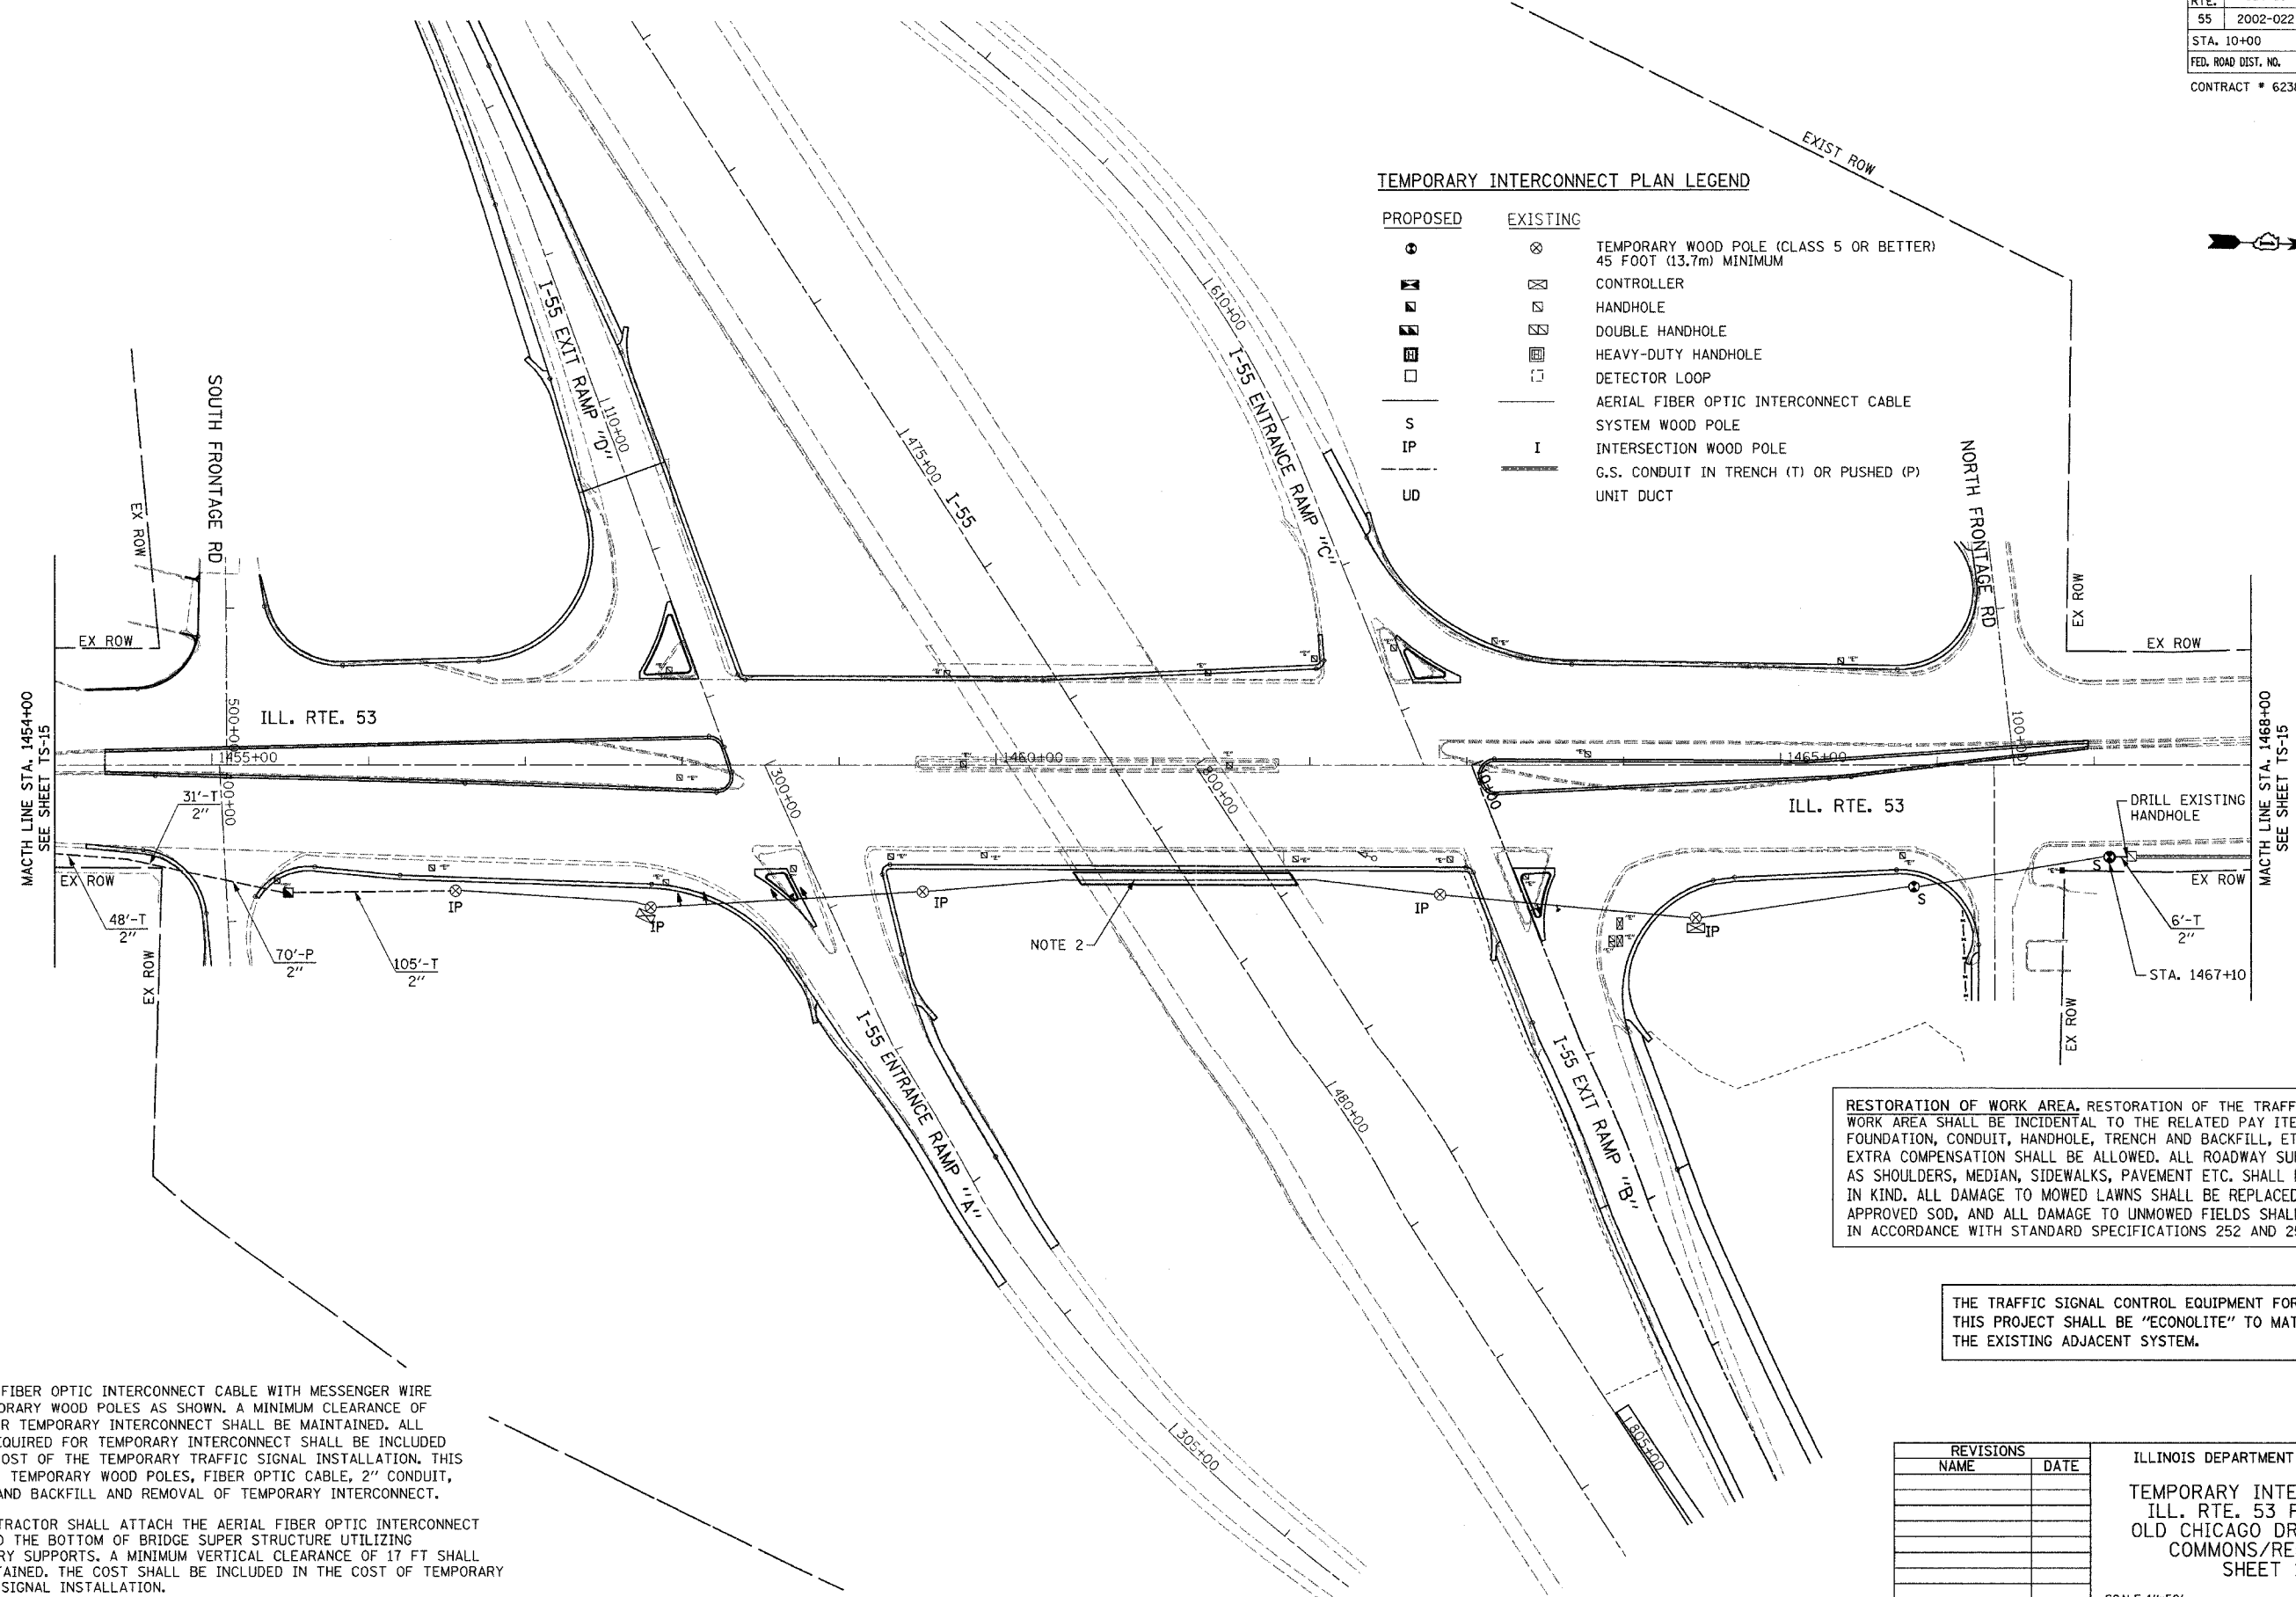 RTE.
55 2002-022
STA. 10+00
FED. ROAD DIST. NO.
CONTRACT # 623
EXIST ROW
TEMPORARY INTERCONNECT PLAN LEGEND
PROPOSED EXISTING
TEMPORARY WOOD POLE (CLASS 5 OR BETTER)
45 FOOT (13.7m) MINIMUM
CONTROLLER
HANDHOLE
DOUBLE HANDHOLE
H H HEAVY-DUTY HANDHOLE
DETECTOR LOOP
AERIAL FIBER OPTIC INTERCONNECT CABLE
S SYSTEM WOOD POLE
IP I INTERSECTION WOOD POLE
G.S. CONDUIT IN TRENCH (T) OR PUSHED (P)
UD UNIT DUCT
I-55 EXIT RAMP "D"
110+00
475+00
I-55
610+00
I-55 ENTRANCE RAMP "C"
SOUTH FRONTAGE RD
NORTH FRONTAGE RD
EX ROW
EX ROW
EX ROW
EX ROW
MACTH LINE STA. 1454+00
SEE SHEET TS-15
MACTH LINE STA. 1468+00
SEE SHEET TS-15
ILL. RTE. 53
500+00
1455+00
300+00
1460+00
800+00
1465+00
100+00
ILL. RTE. 53
DRILL EXISTING
HANDHOLE
31'-T
2"
EX ROW
EX ROW
48'-T
2"
70'-P
2"
105'-T
2"
IP
IP
IP
IP
IP
S
S
6'-T
2"
NOTE 2
STA. 1467+10
EX ROW
EX ROW
I-55 ENTRANCE RAMP "A"
I-55 EXIT RAMP "B"
480+00
305+00
805+00
RESTORATION OF WORK AREA. RESTORATION OF THE TRAFF
WORK AREA SHALL BE INCIDENTAL TO THE RELATED PAY ITE
FOUNDATION, CONDUIT, HANDHOLE, TRENCH AND BACKFILL, ET
EXTRA COMPENSATION SHALL BE ALLOWED. ALL ROADWAY SU
AS SHOULDERS, MEDIAN, SIDEWALKS, PAVEMENT ETC. SHALL
IN KIND. ALL DAMAGE TO MOWED LAWNS SHALL BE REPLACED
APPROVED SOD, AND ALL DAMAGE TO UNMOWED FIELDS SHAL
IN ACCORDANCE WITH STANDARD SPECIFICATIONS 252 AND 2
THE TRAFFIC SIGNAL CONTROL EQUIPMENT FOR
THIS PROJECT SHALL BE "ECONOLITE" TO MAT
THE EXISTING ADJACENT SYSTEM.
FIBER OPTIC INTERCONNECT CABLE WITH MESSENGER WIRE
ORARY WOOD POLES AS SHOWN. A MINIMUM CLEARANCE OF
R TEMPORARY INTERCONNECT SHALL BE MAINTAINED. ALL
EQUIRED FOR TEMPORARY INTERCONNECT SHALL BE INCLUDED
OST OF THE TEMPORARY TRAFFIC SIGNAL INSTALLATION. THIS
TEMPORARY WOOD POLES, FIBER OPTIC CABLE, 2" CONDUIT,
AND BACKFILL AND REMOVAL OF TEMPORARY INTERCONNECT.
TRACTOR SHALL ATTACH THE AERIAL FIBER OPTIC INTERCONNECT
O THE BOTTOM OF BRIDGE SUPER STRUCTURE UTILIZING
RY SUPPORTS. A MINIMUM VERTICAL CLEARANCE OF 17 FT SHALL
TAINED. THE COST SHALL BE INCLUDED IN THE COST OF TEMPORARY
SIGNAL INSTALLATION.
REVISIONS
NAME DATE
ILLINOIS DEPARTMENT
TEMPORARY INTE
ILL. RTE. 53
OLD CHICAGO DR
COMMONS/RE
SHEET